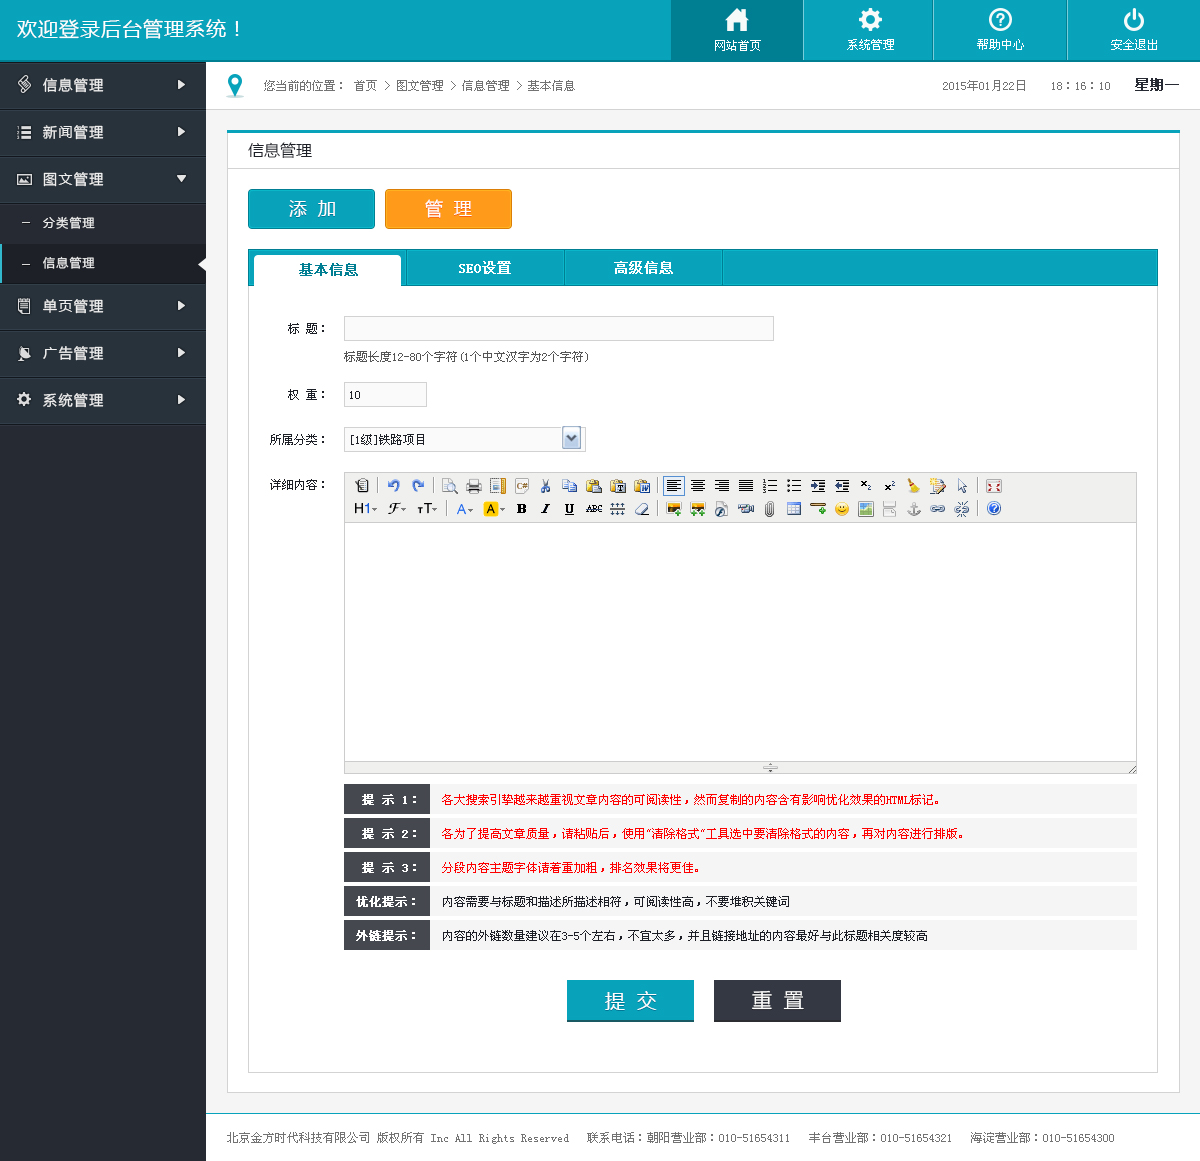 欢迎登录后台管理系统！
网站首页
系统管理
帮助中心
安全退出
信息管理
新闻管理
图文管理
分类管理
信息管理
单页管理
广告管理
系统管理
您当前的位置： 首页 > 图文管理 > 信息管理 > 基本信息
2015年01月22日 18：16：10 星期一
信息管理
添 加
管 理
基本信息
SEO设置
高级信息
标 题：
标题长度12-80个字符(1个中文汉字为2个字符)
权 重： 10
所属分类： [1级]铁路项目
详细内容：
提 示 1： 各大搜索引挚越来越重视文章内容的可阅读性，然而复制的内容含有影响忧化效果的HTML标记。
提 示 2： 各为了提高文章质量，请粘贴后，使用"清除格式"工具选中要清除格式的内容，再对内容进行排版。
提 示 3： 分段内容主题字体请着重加粗，排名效果将更佳。
优化提示： 内容需要与标题和描述所描述相符，可阅读性高，不要堆积关键词
外链提示： 内容的外链数量建议在3-5个左右，不宜太多，并且链接地址的内容最好与此标题相关度较高
提 交
重 置
北京金方时代科技有限公司 版权所有 Inc All Rights Reserved 联系电话：朝阳营业部：010-51654311 丰台营业部：010-51654321 海淀营业部：010-51654300